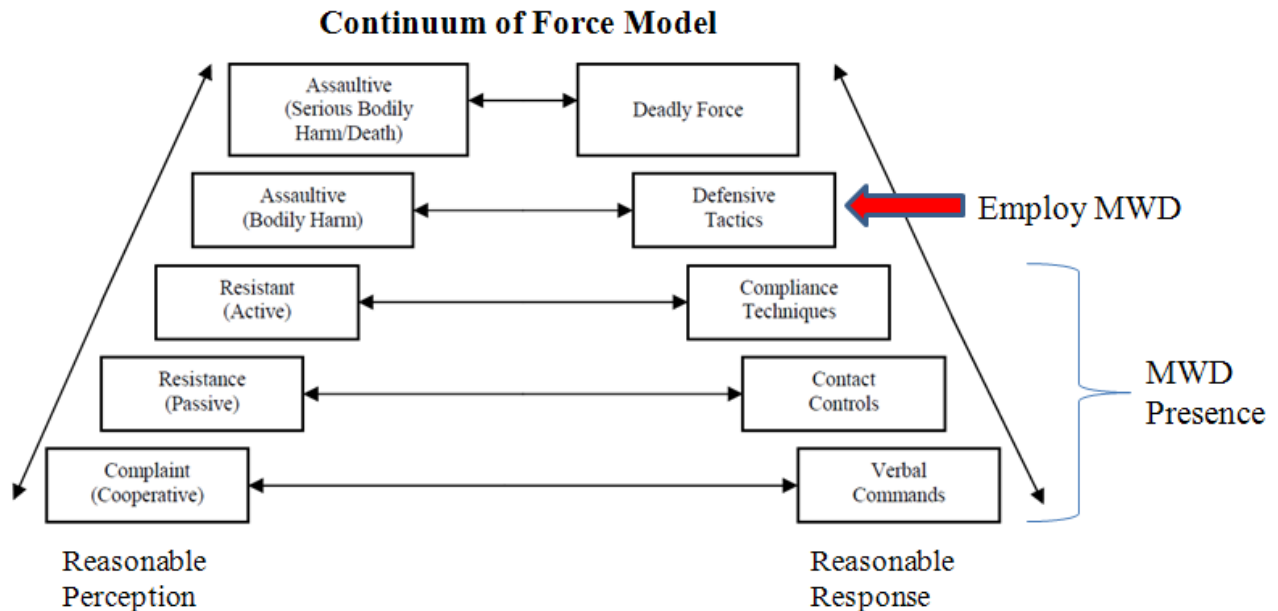 Continuum of Force Model
Assaultive
(Serious Bodily
Harm/Death)
Deadly Force
Assaultive
(Bodily Harm)
Defensive
Tactics
Employ MWD
Resistant
(Active)
Compliance
Techniques
Resistance
(Passive)
Contact
Controls
MWD
Presence
Complaint
(Cooperative)
Verbal
Commands
Reasonable
Perception
Reasonable
Response